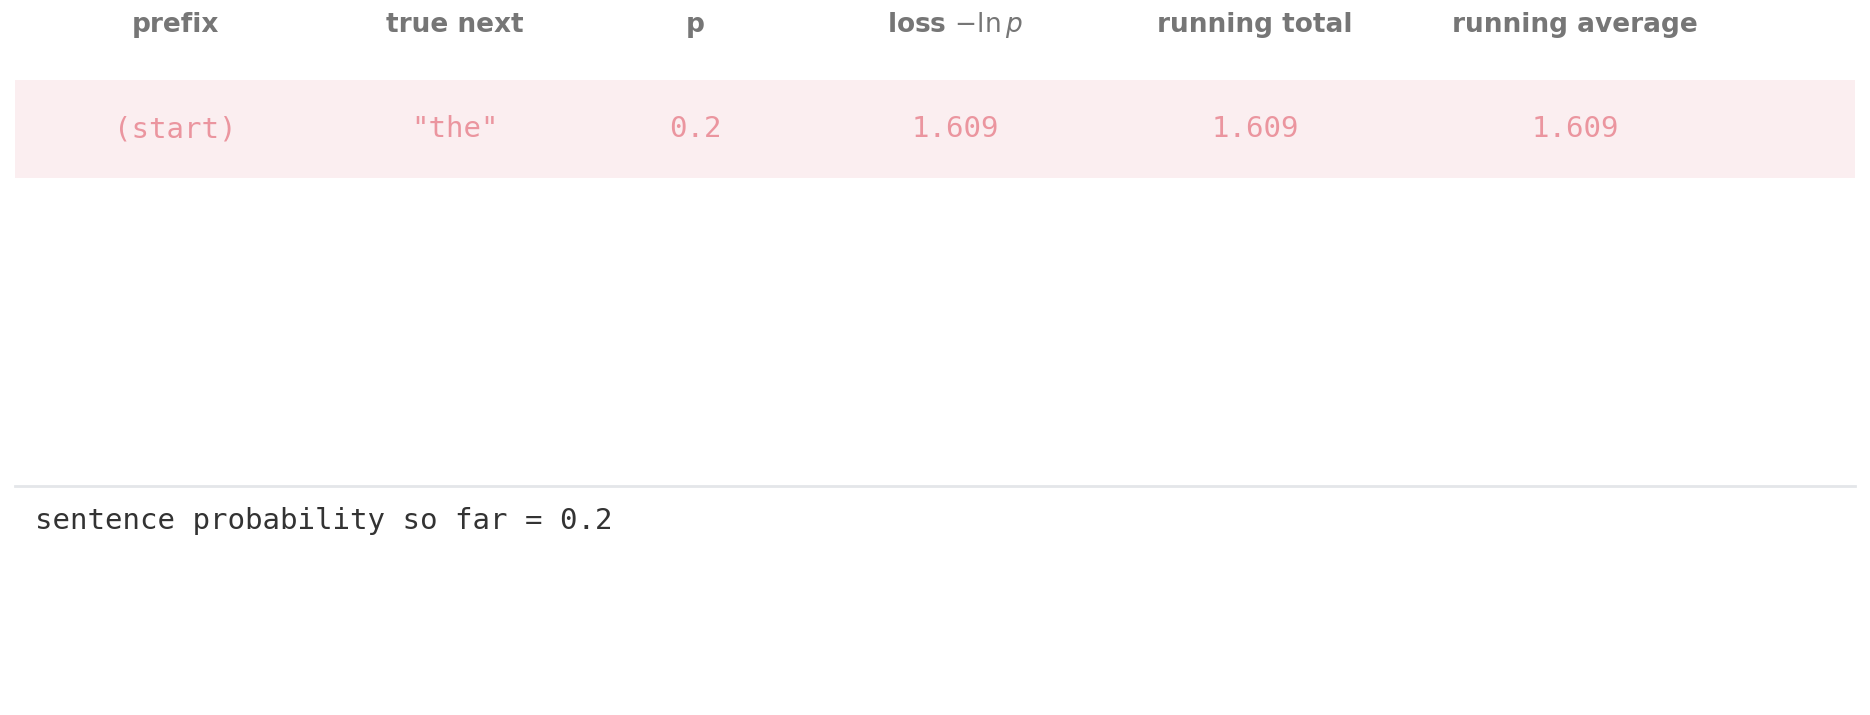 prefix true next p loss −ln p running total running average
(start) "the" 0.2 1.609 1.609 1.609
sentence probability so far = 0.2